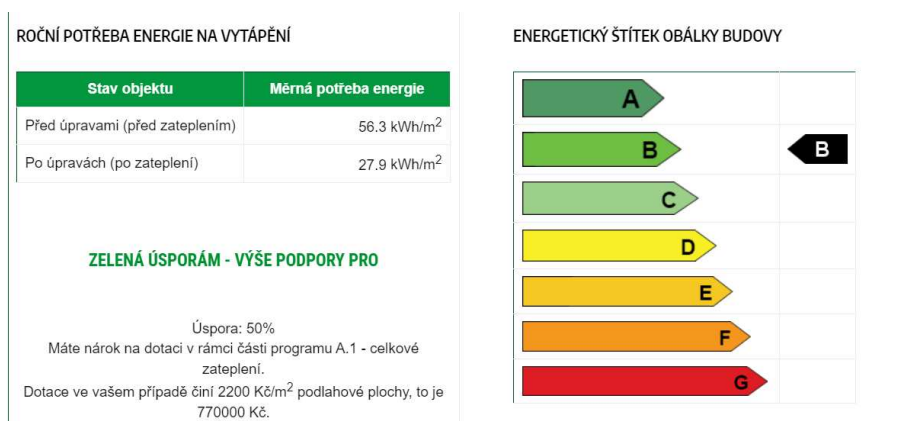 ROČNÍ POTŘEBA ENERGIE NA VYTÁPĚNÍ
Stav objektu Měrná potřeba energie
Před úpravami (před zateplením) 56.3 kWh/m2
Po úpravách (po zateplení) 27.9 kWh/m2
ZELENÁ ÚSPORÁM - VÝŠE PODPORY PRO
Úspora: 50%
Máte nárok na dotaci v rámci části programu A.1 - celkové
zateplení.
Dotace ve vašem případě činí 2200 Kč/m2 podlahové plochy, to je
770000 Kč.
ENERGETICKÝ ŠTÍTEK OBÁLKY BUDOVY
A
B B
C
D
E
F
G